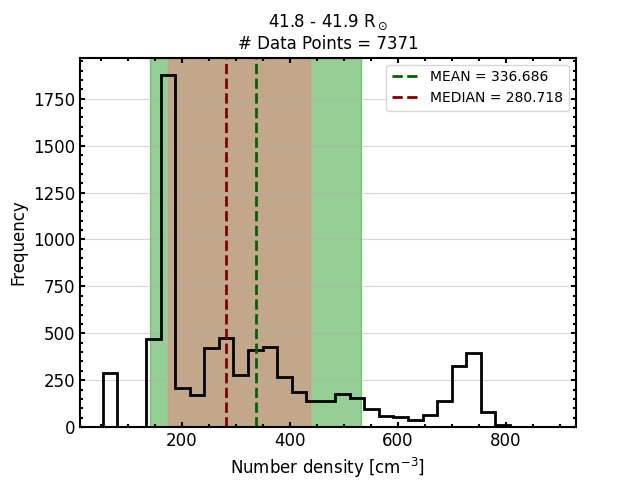 41.8 - 41.9 R⊙
# Data Points = 7371
MEAN = 336.686
MEDIAN = 280.718
Frequency
1750
1500
1250
1000
750
500
250
0
200 400 600 800
Number density [cm⁻³]